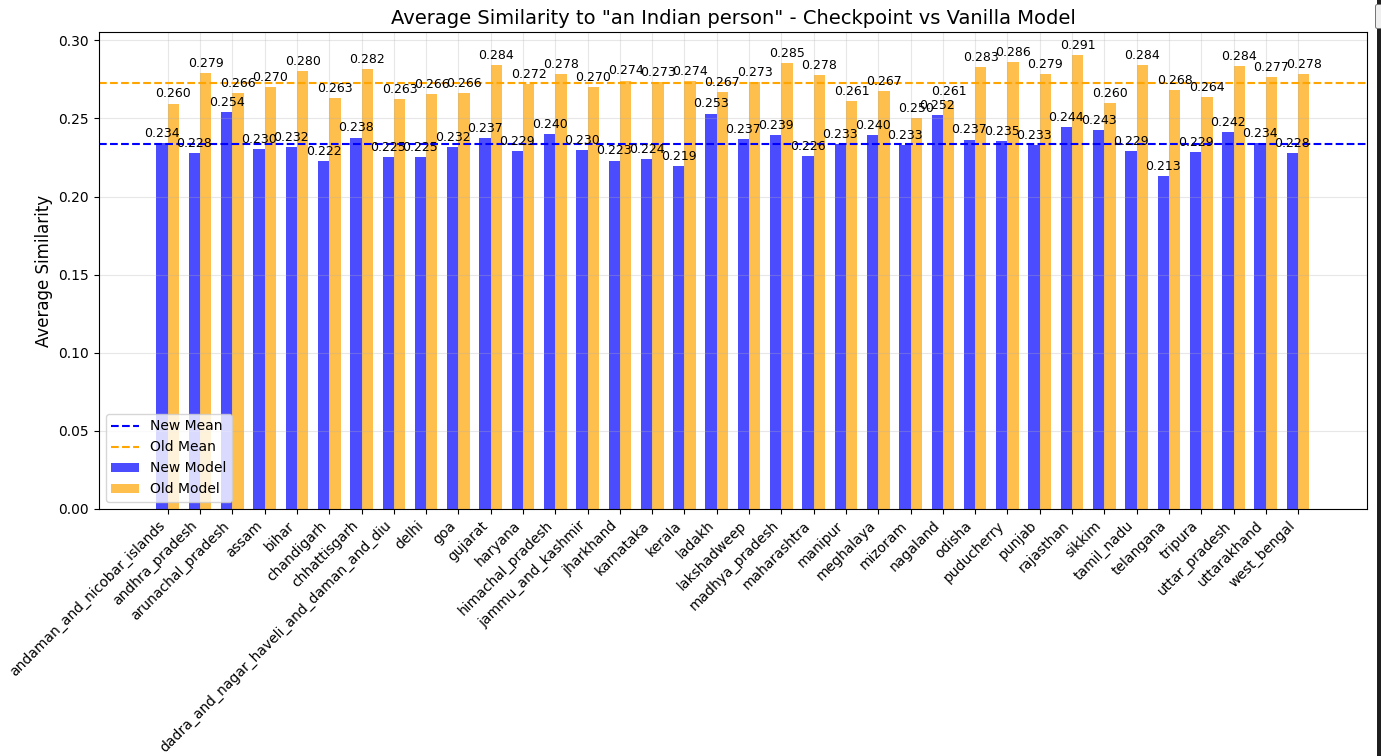 Average Similarity to "an Indian person" - Checkpoint vs Vanilla Model
Average Similarity
0.30
0.25
0.20
0.15
0.10
0.05
0.00
0.234 0.260
0.228 0.279
0.254 0.266
0.230 0.270
0.232 0.280
0.222 0.263
0.238 0.282
0.225 0.263
0.225 0.266
0.232 0.266
0.237 0.284
0.229 0.272
0.240 0.278
0.230 0.270
0.223 0.274
0.224 0.273
0.219 0.274
0.253 0.267
0.237 0.273
0.239 0.285
0.226 0.278
0.233 0.261
0.240 0.267
0.233 0.250
0.252 0.261
0.237 0.283
0.235 0.286
0.233 0.279
0.244 0.291
0.243 0.260
0.229 0.284
0.213 0.268
0.229 0.264
0.242 0.284
0.234 0.277
0.228 0.278
New Mean
Old Mean
New Model
Old Model
andaman_and_nicobar_islands
andhra_pradesh
arunachal_pradesh
assam
bihar
chandigarh
chhattisgarh
dadra_and_nagar_haveli_and_daman_and_diu
delhi
goa
gujarat
haryana
himachal_pradesh
jammu_and_kashmir
jharkhand
karnataka
kerala
ladakh
lakshadweep
madhya_pradesh
maharashtra
manipur
meghalaya
mizoram
nagaland
odisha
puducherry
punjab
rajasthan
sikkim
tamil_nadu
telangana
tripura
uttar_pradesh
uttarakhand
west_bengal